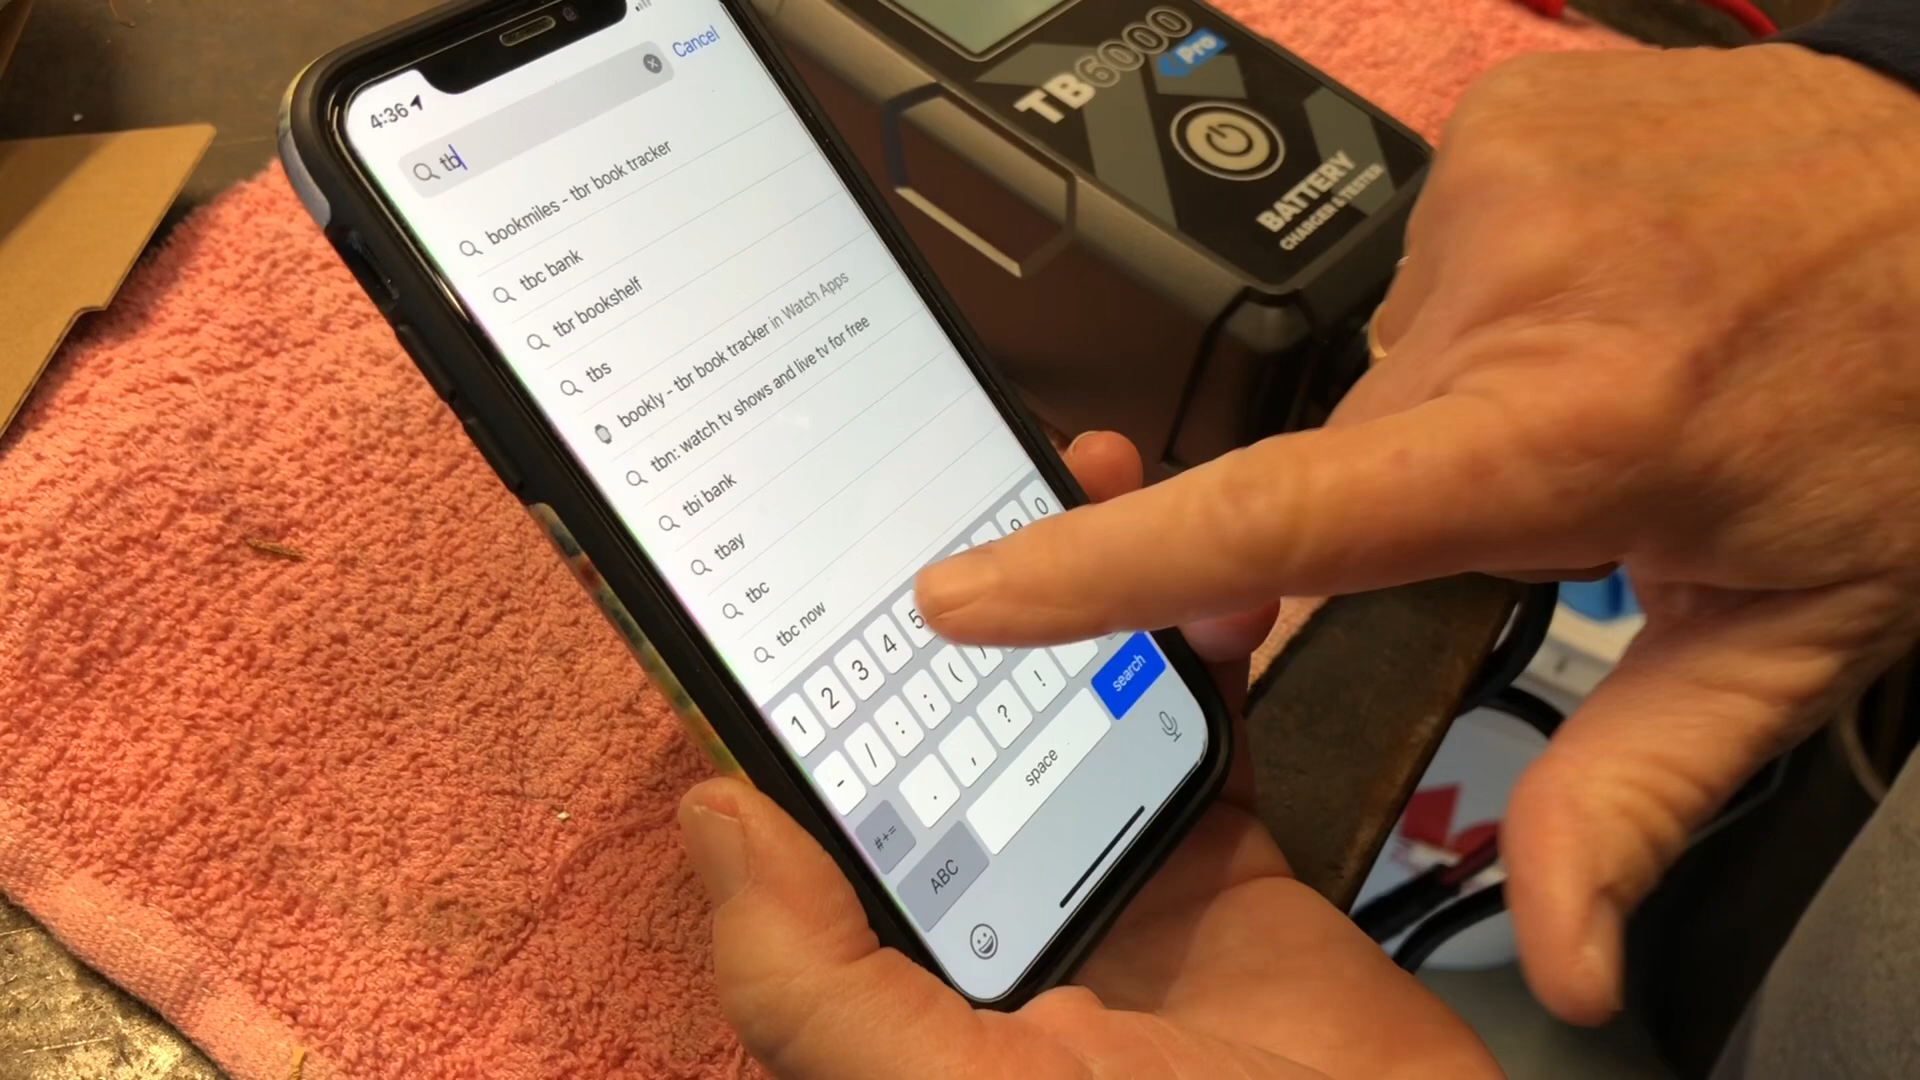 4:36
Cancel
tb
bookmiles - tbr book tracker
tbc bank
tbr bookshelf
tbs
bookly - tbr book tracker in Watch Apps
tbn: watch tv shows and live tv for free
tbi bank
tbay
tbc
tbc now
1 2 3 4 5 9 0
- / : ; ( )
#+= . , ? !
ABC space search
TB6000
Pro
BATTERY
CHARGER & TESTER